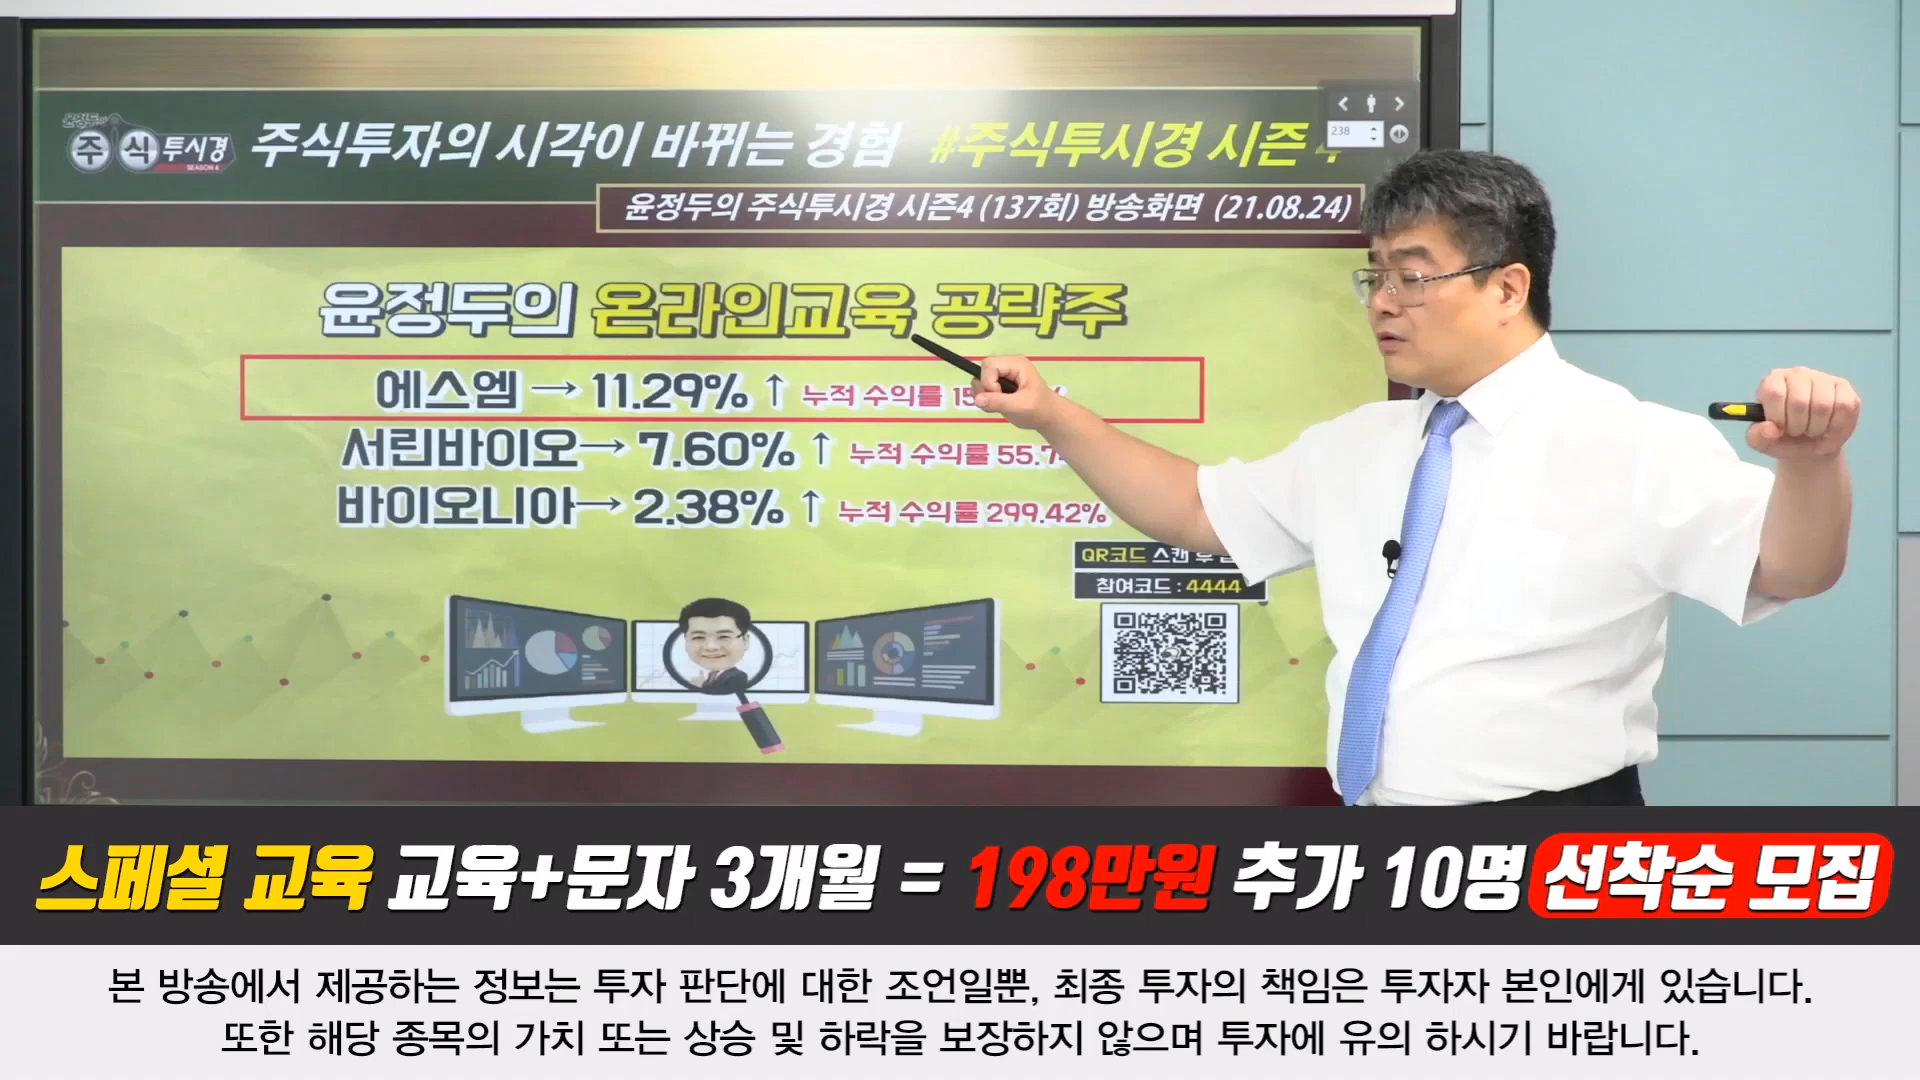 윤정두의
주식투시경
SEASON 4
주식투자의 시각이 바뀌는 경험 #주식투시경 시즌 4
238
윤정두의 주식투시경 시즌4 (137회) 방송화면 (21.08.24)
윤정두의 온라인교육 공략주
에스엠 → 11.29% ↑ 누적 수익률
서린바이오→ 7.60% ↑ 누적 수익률 55.7
바이오니아→ 2.38% ↑ 누적 수익률 299.42%
QR코드 스캔
참여코드 : 4444
스페셜 교육 교육+문자 3개월 = 198만원 추가 10명 선착순 모집
본 방송에서 제공하는 정보는 투자 판단에 대한 조언일뿐, 최종 투자의 책임은 투자자 본인에게 있습니다.
또한 해당 종목의 가치 또는 상승 및 하락을 보장하지 않으며 투자에 유의 하시기 바랍니다.